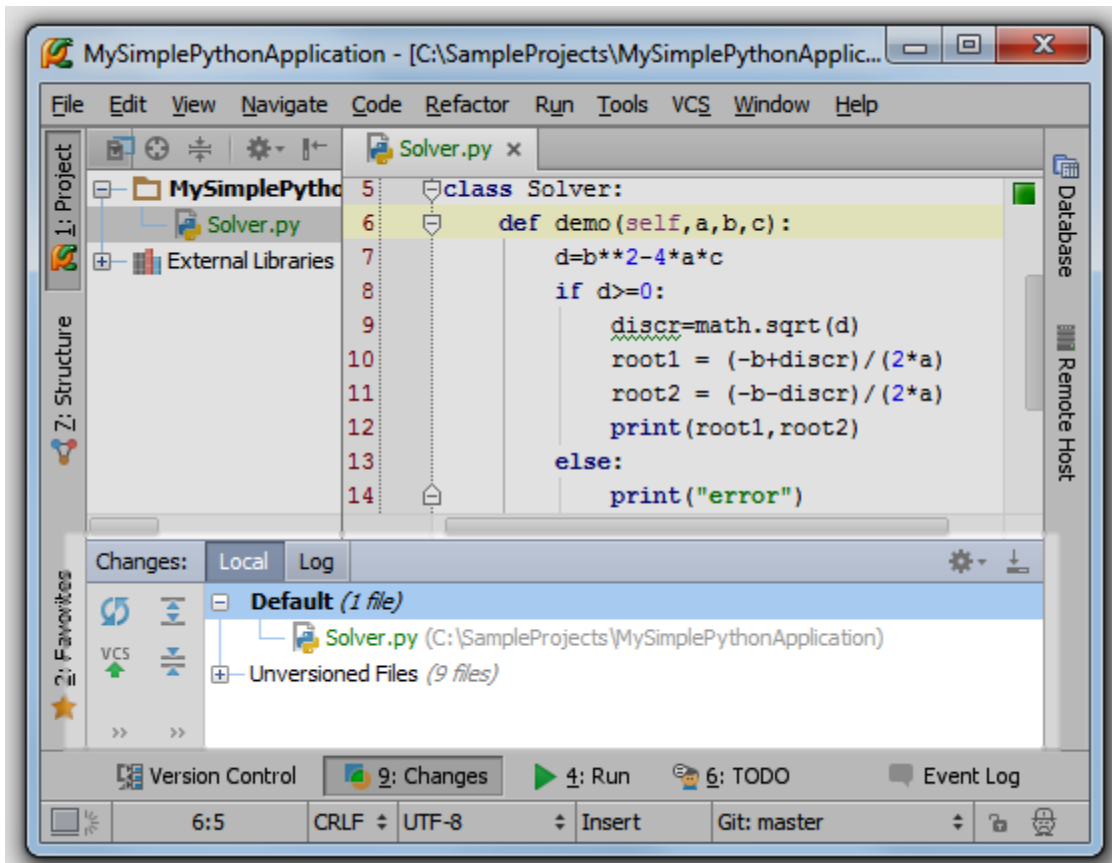 MySimplePythonApplication - [C:\SampleProjects\MySimplePythonApplic...
File Edit View Navigate Code Refactor Run Tools VCS Window Help
1: Project
Z: Structure
2: Favorites
MySimplePytho
Solver.py
External Libraries
Solver.py
5 class Solver:
6 def demo(self,a,b,c):
7 d=b**2-4*a*c
8 if d>=0:
9 discr=math.sqrt(d)
10 root1 = (-b+discr)/(2*a)
11 root2 = (-b-discr)/(2*a)
12 print(root1,root2)
13 else:
14 print("error")
Database
Remote Host
Changes: Local Log
VCS
Default (1 file)
Solver.py (C:\SampleProjects\MySimplePythonApplication)
Unversioned Files (9 files)
Version Control 9: Changes 4: Run 6: TODO Event Log
6:5 CRLF UTF-8 Insert Git: master